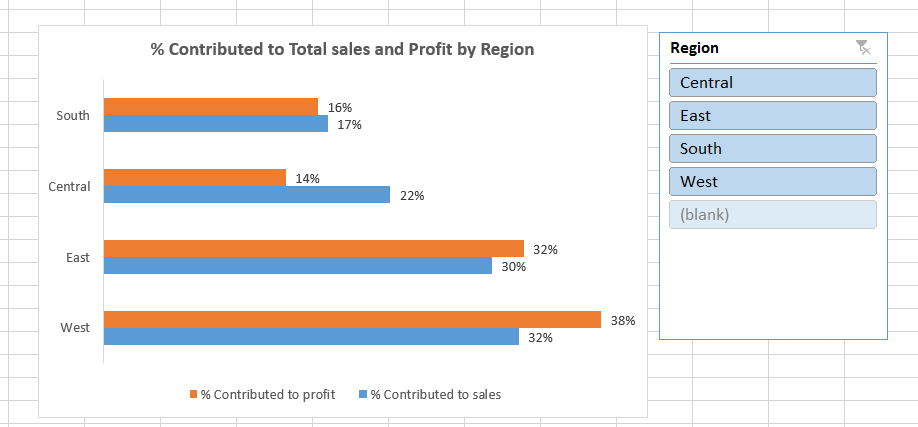 % Contributed to Total sales and Profit by Region
South
16%
17%
Central
14%
22%
East
32%
30%
West
38%
32%
% Contributed to profit
% Contributed to sales
Region
Central
East
South
West
(blank)